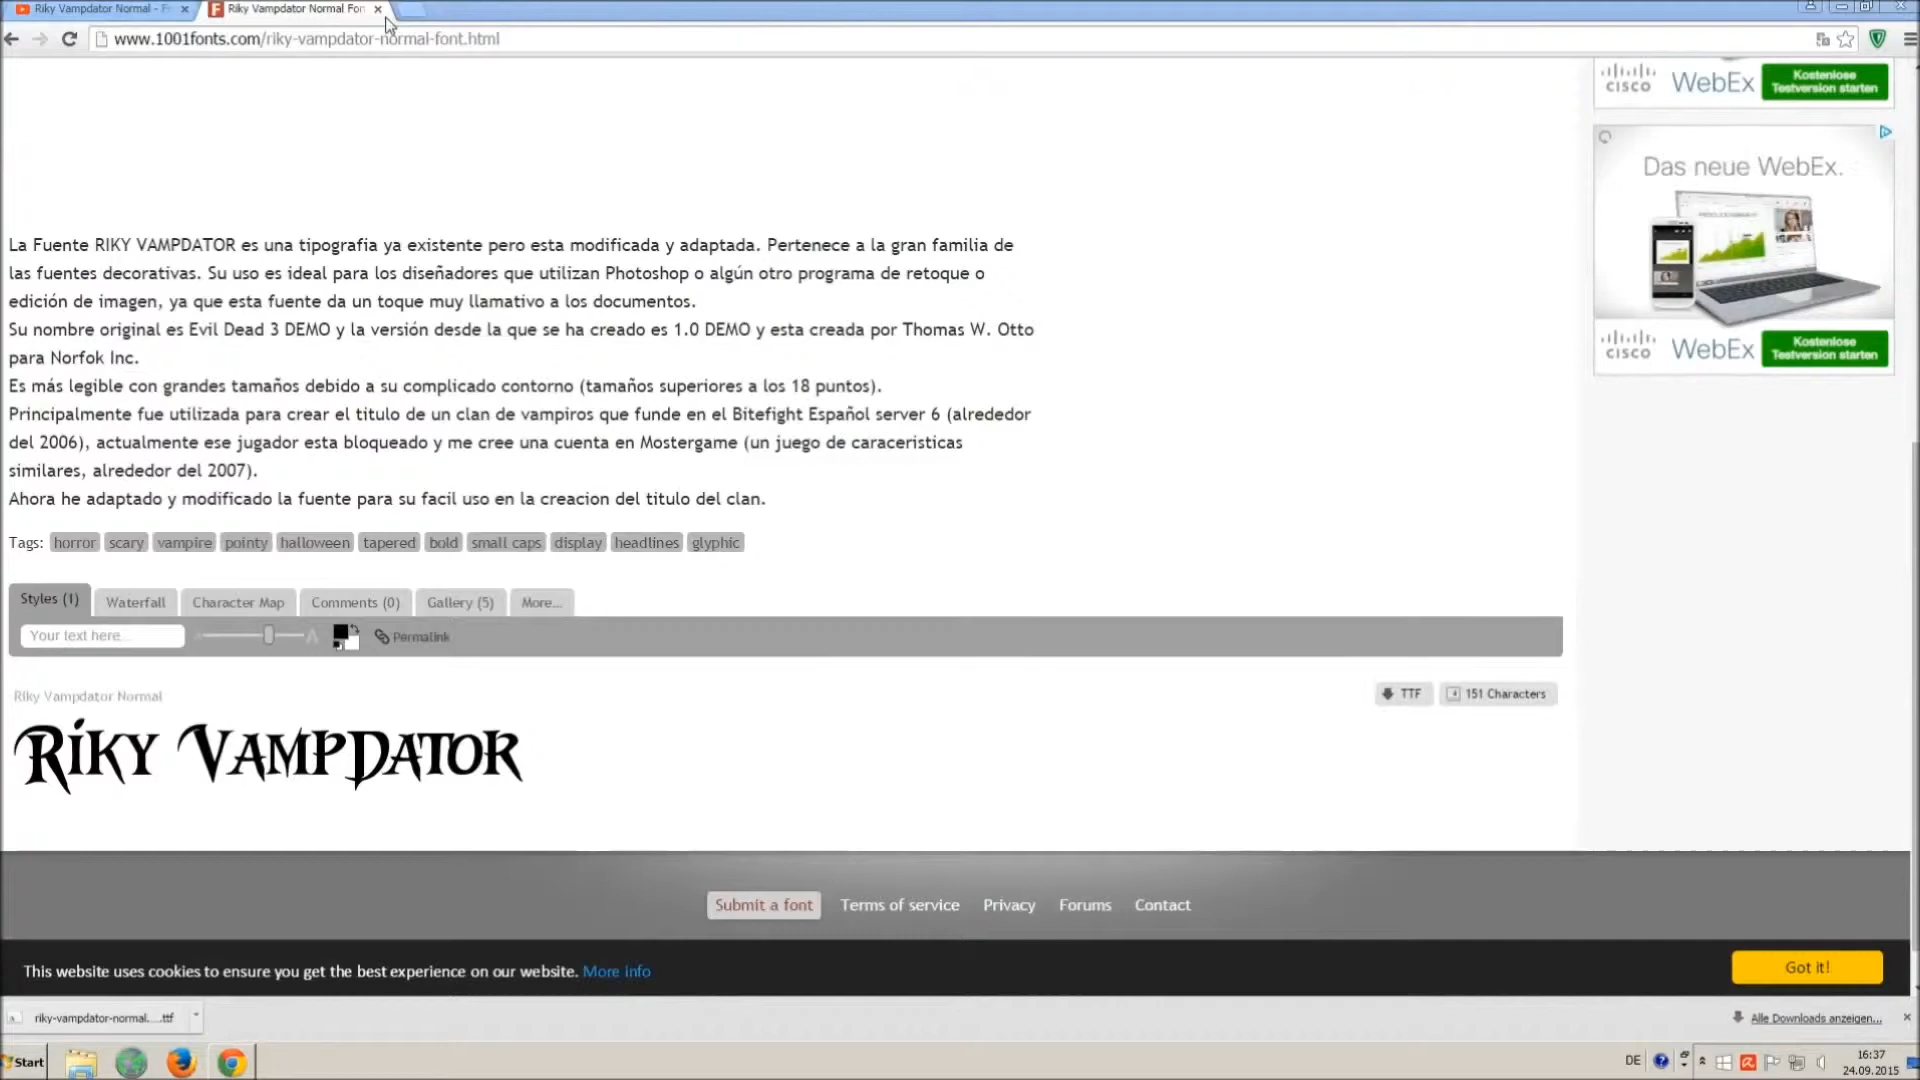 Riky Vampdator Normal - F
Riky Vampdator Normal Fon
www.1001fonts.com/riky-vampdator-normal-font.html
CISCO WebEx Kostenlose
Testversion starten
Das neue WebEx.
CISCO WebEx Kostenlose
Testversion starten
La Fuente RIKY VAMPDATOR es una tipografia ya existente pero esta modificada y adaptada. Pertenece a la gran familia de
las fuentes decorativas. Su uso es ideal para los diseñadores que utilizan Photoshop o algún otro programa de retoque o
edición de imagen, ya que esta fuente da un toque muy llamativo a los documentos.
Su nombre original es Evil Dead 3 DEMO y la versión desde la que se ha creado es 1.0 DEMO y esta creada por Thomas W. Otto
para Norfok Inc.
Es más legible con grandes tamaños debido a su complicado contorno (tamaños superiores a los 18 puntos).
Principalmente fue utilizada para crear el titulo de un clan de vampiros que funde en el Bitefight Español server 6 (alrededor
del 2006), actualmente ese jugador esta bloqueado y me cree una cuenta en Mostergame (un juego de caraceristicas
similares, alrededor del 2007).
Ahora he adaptado y modificado la fuente para su facil uso en la creacion del titulo del clan.
Tags: horror scary vampire pointy halloween tapered bold small caps display headlines glyphic
Styles (1) Waterfall Character Map Comments (0) Gallery (5) More...
Your text here... A Permalink
Riky Vampdator Normal TTF 151 Characters
Riky VampDator
Submit a font Terms of service Privacy Forums Contact
This website uses cookies to ensure you get the best experience on our website. More info Got it!
riky-vampdator-normal....ttf Alle Downloads anzeigen...
Start DE 16:37
24.09.2015